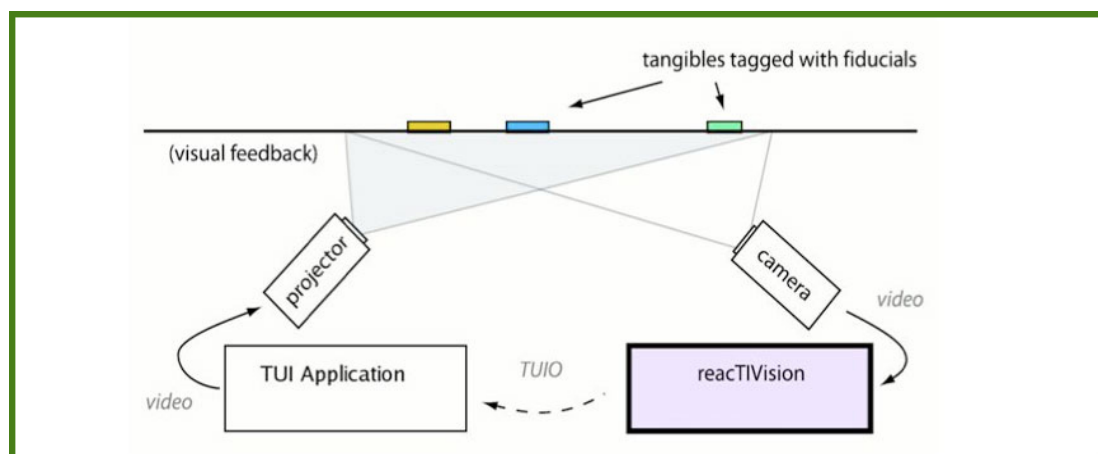 tangibles tagged with fiducials
(visual feedback)
projector
camera
video
TUI Application
TUIO
reacTIVision
video